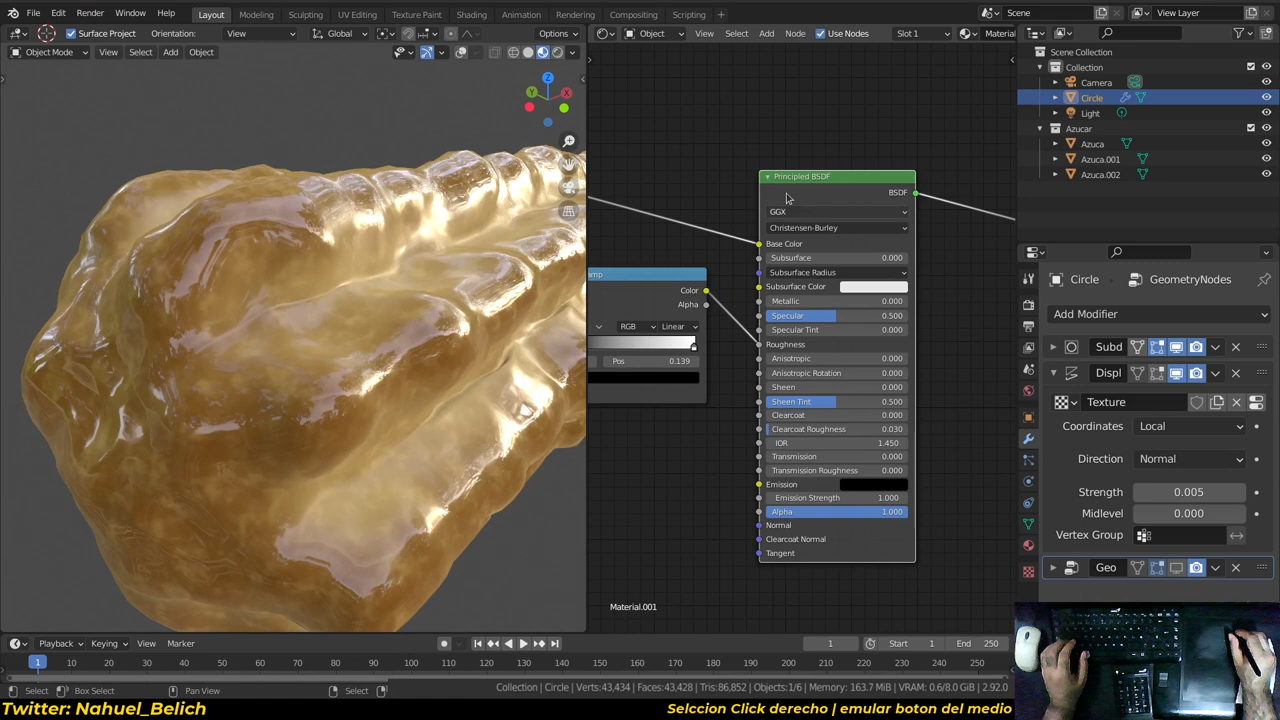 File Edit Render Window Help Layout Modeling Sculpting UV Editing Texture Paint Shading Animation Rendering Compositing Scripting Scene View Layer
Surface Project Orientation: View Global Options Object View Select Add Node Use Nodes Slot 1 Material
Object Mode View Select Add Object
Scene Collection
Collection
Camera
Circle
Light
Azucar
Azuca
Azuca.001
Azuca.002
Z
Y
X
Principled BSDF
BSDF
GGX
Christensen-Burley
Base Color
Subsurface 0.000
Subsurface Radius
Subsurface Color
Metallic 0.000
Specular 0.500
Specular Tint 0.000
Roughness
Anisotropic 0.000
Anisotropic Rotation 0.000
Sheen 0.000
Sheen Tint 0.500
Clearcoat 0.000
Clearcoat Roughness 0.030
IOR 1.450
Transmission 0.000
Transmission Roughness 0.000
Emission
Emission Strength 1.000
Alpha 1.000
Normal
Clearcoat Normal
Tangent
amp
Color
Alpha
RGB Linear
Pos 0.139
Material.001
Circle GeometryNodes
Add Modifier
Subd
Displ
Texture
Coordinates Local
Direction Normal
Strength 0.005
Midlevel 0.000
Vertex Group
Geo
Playback Keying View Marker 1 Start 1 End 250
1 10 20 30 40 50 60 70 80 90 100 110 120 130 140 150 160 170 180 190 200 210 220 230 240 250
Select Box Select Pan View Select Collection | Circle | Verts:43,434 | Faces:43,428 | Tris:86,852 | Objects:1/6 | Memory: 163.7 MiB | VRAM: 0.6/8.0 GiB | 2.92.0
Twitter: Nahuel_Belich Selccion Click derecho | emular boton del medio